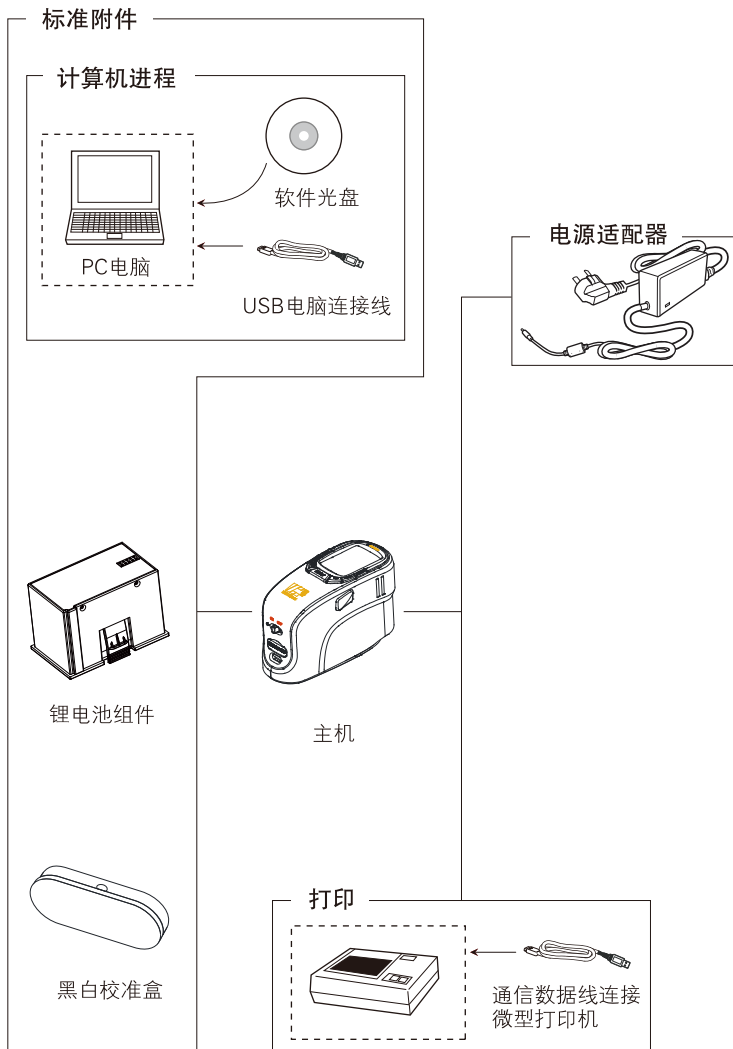 标准附件
计算机进程
软件光盘
PC电脑
USB电脑连接线
电源适配器
锂电池组件
主机
黑白校准盒
打印
通信数据线连接
微型打印机